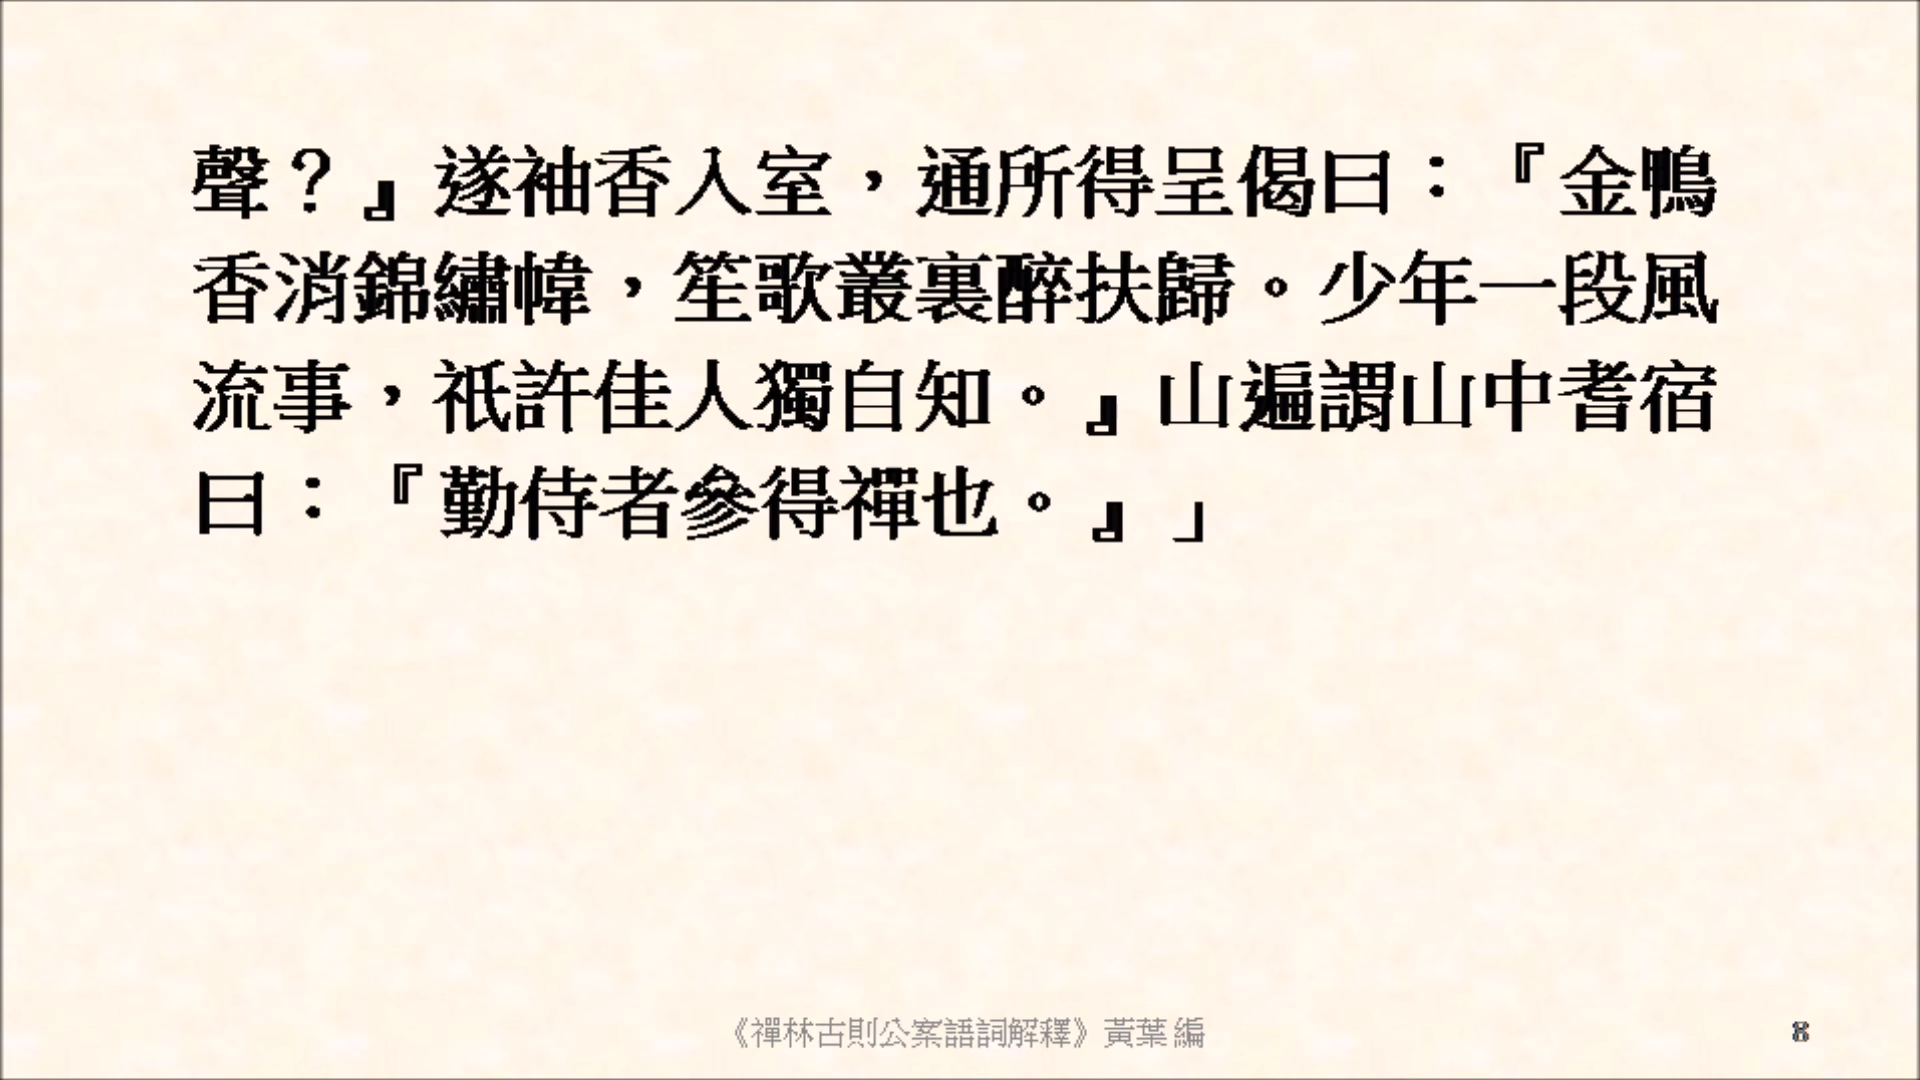 聲？』遂袖香入室，通所得呈偈曰：『金鴨
香消錦繡幃，笙歌叢裏醉扶歸。少年一段風
流事，祇許佳人獨自知。』山遍謂山中耆宿
曰：『勤侍者參得禪也。』」
《禪林古則公案語詞解釋》黃葉 編
8